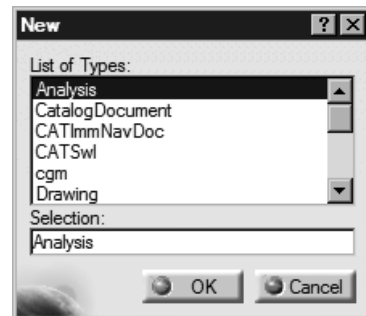 New
List of Types:
Analysis
CatalogDocument
CATImmNavDoc
CATSwl
cgm
Drawing
Selection:
Analysis
OK Cancel